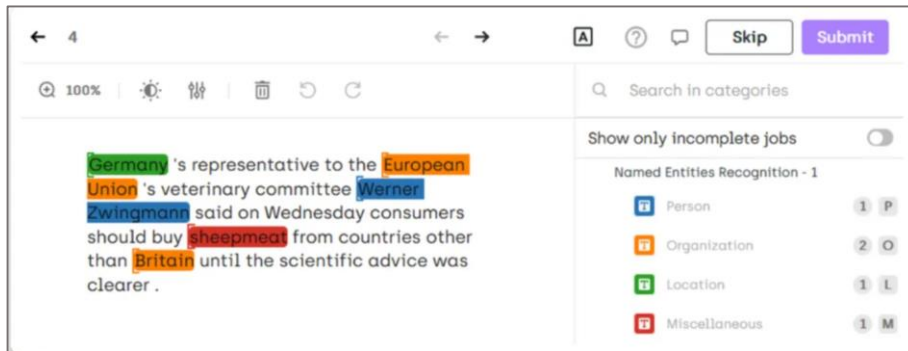 4
A
?
Skip
Submit
100%
Search in categories
Show only incomplete jobs
Germany 's representative to the European
Union 's veterinary committee Werner
Zwingmann said on Wednesday consumers
should buy sheepmeat from countries other
than Britain until the scientific advice was
clearer .
Named Entities Recognition - 1
T Person 1 P
T Organization 2 O
T Location 1 L
T Miscellaneous 1 M